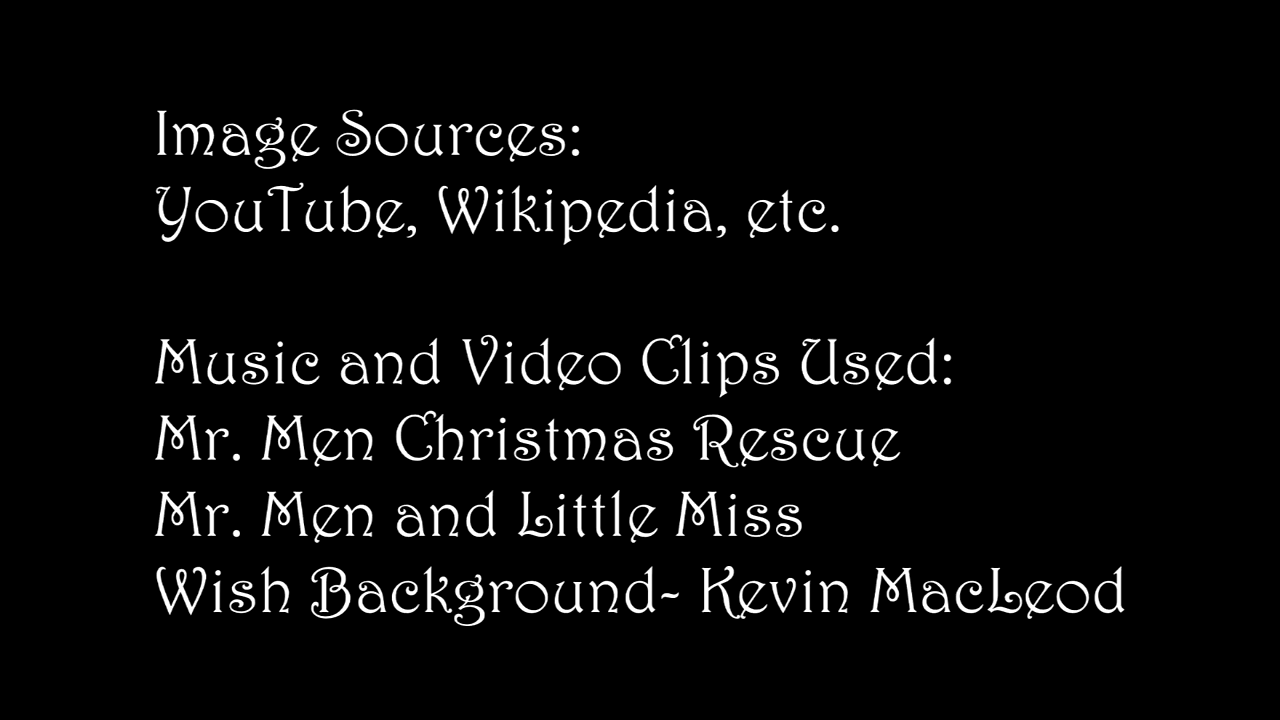 Image Sources:
YouTube, Wikipedia, etc.
Music and Video Clips Used:
Mr. Men Christmas Rescue
Mr. Men and Little Miss
Wish Background- Kevin MacLeod